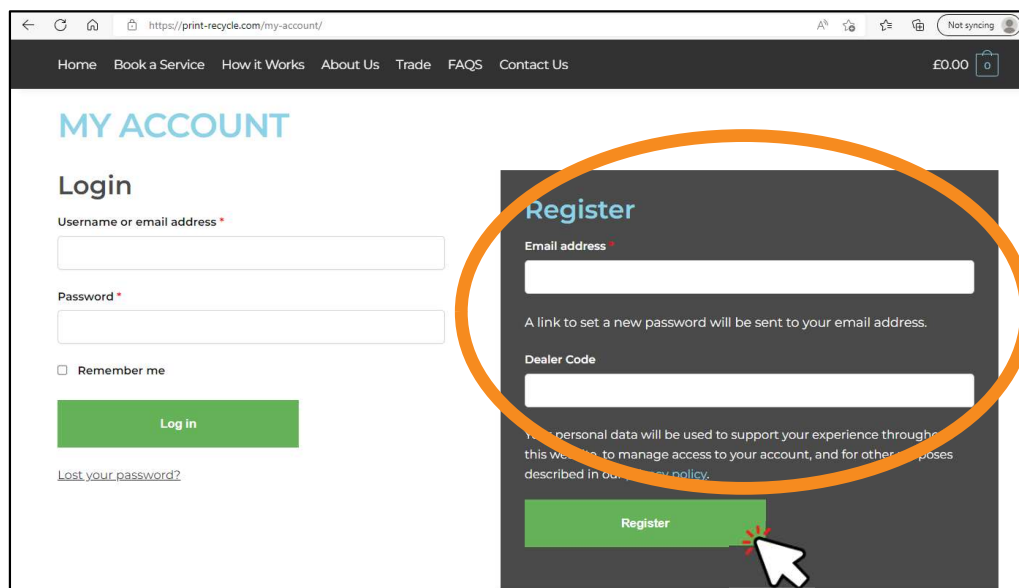 https://print-recycle.com/my-account/
Not syncing
Home Book a Service How it Works About Us Trade FAQS Contact Us £0.00 0
MY ACCOUNT
Login
Username or email address *
Password *
Remember me
Log in
Lost your password?
Register
Email address *
A link to set a new password will be sent to your email address.
Dealer Code
personal data will be used to support your experience
this to manage access to your account, and for other
described in our policy.
Register